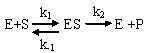 E+S k₁ k₋₁ ES k₂ E +P